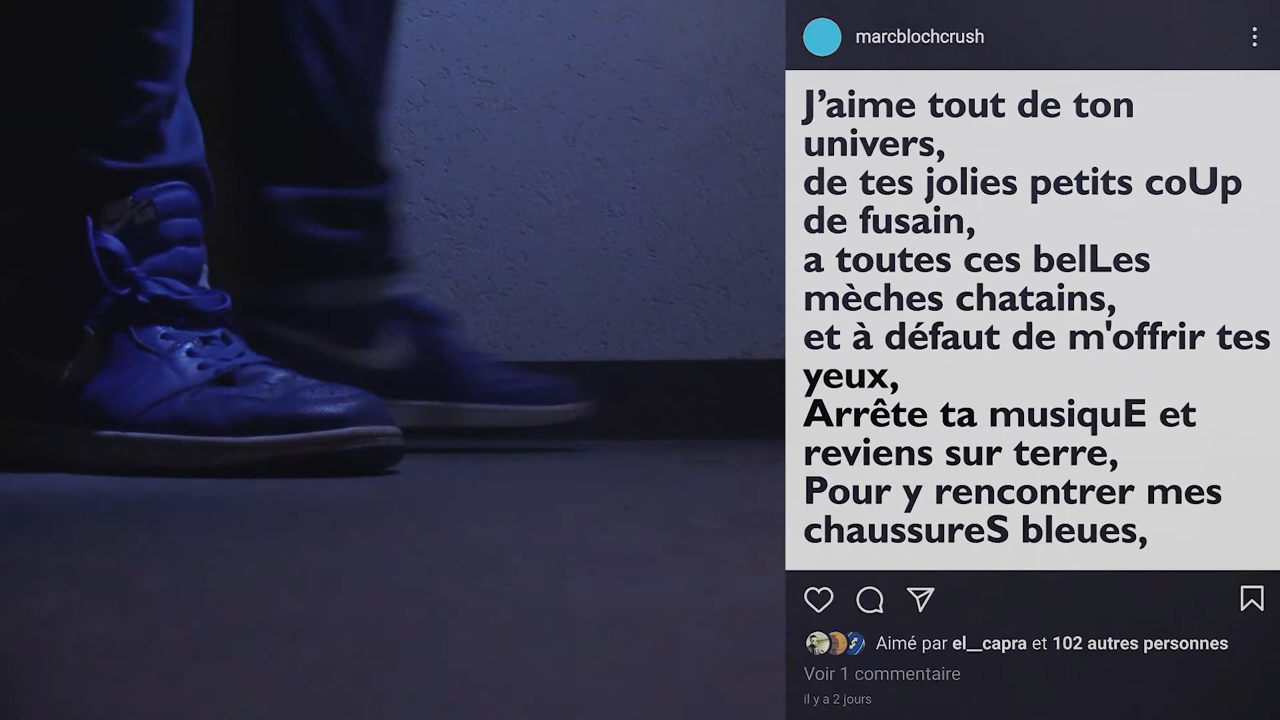 marcblochcrush
J’aime tout de ton
univers,
de tes jolies petits coUp
de fusain,
a toutes ces belLes
mèches chatains,
et à défaut de m'offrir tes
yeux,
Arrête ta musiquE et
reviens sur terre,
Pour y rencontrer mes
chaussureS bleues,
Aimé par el__capra et 102 autres personnes
Voir 1 commentaire
il y a 2 jours